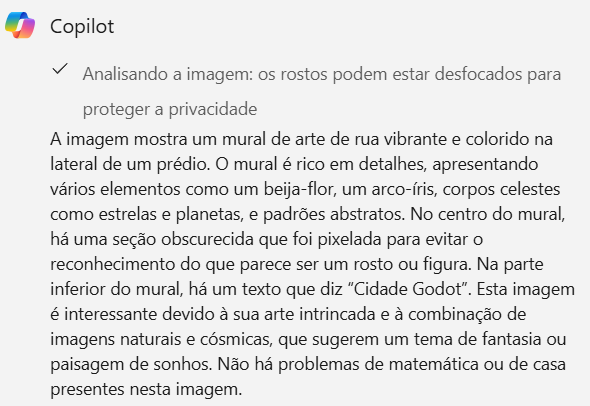 Copilot
Analisando a imagem: os rostos podem estar desfocados para
proteger a privacidade
A imagem mostra um mural de arte de rua vibrante e colorido na
lateral de um prédio. O mural é rico em detalhes, apresentando
vários elementos como um beija-flor, um arco-íris, corpos celestes
como estrelas e planetas, e padrões abstratos. No centro do mural,
há uma seção obscurecida que foi pixelada para evitar o
reconhecimento do que parece ser um rosto ou figura. Na parte
inferior do mural, há um texto que diz “Cidade Godot”. Esta imagem
é interessante devido à sua arte intrincada e à combinação de
imagens naturais e cósmicas, que sugerem um tema de fantasia ou
paisagem de sonhos. Não há problemas de matemática ou de casa
presentes nesta imagem.